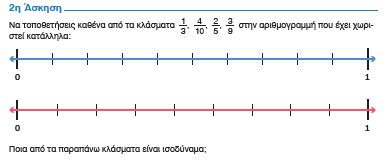 2η Άσκηση
Να τοποθετήσεις καθένα από τα κλάσματα 1/3, 4/10, 2/5, 3/9 στην αριθμογραμμή που έχει χωρι-
στεί κατάλληλα:
0 1
0 1
Ποια από τα παραπάνω κλάσματα είναι ισοδύναμα;